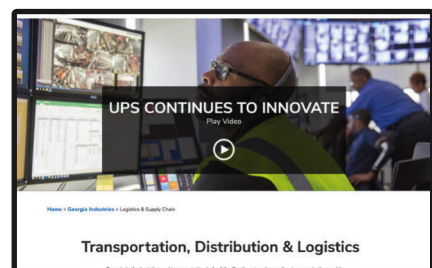 UPS CONTINUES TO INNOVATE
Play Video
Home > Georgia Industries > Logistics & Supply Chain
Transportation, Distribution & Logistics